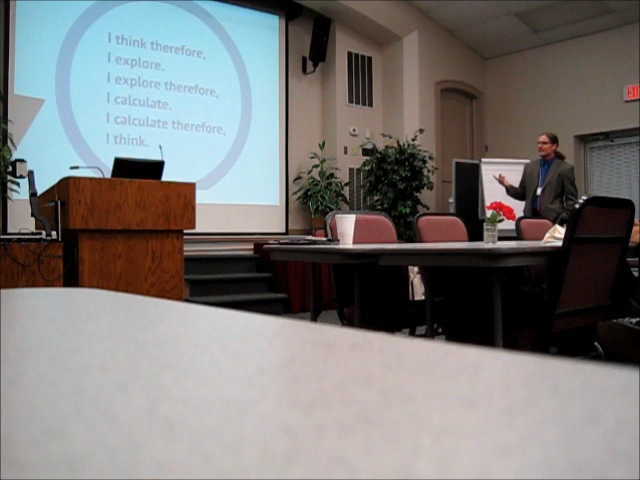 I think therefore,
I explore.
I explore therefore,
I calculate.
I calculate therefore,
I think.